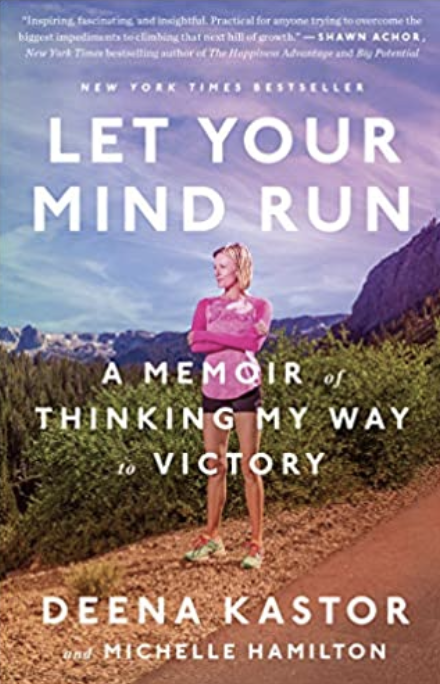 "Inspiring, fascinating, and insightful. Practical for anyone trying to overcome the
biggest impediments to climbing that next hill of growth." —SHAWN ACHOR,
New York Times bestselling author of The Happiness Advantage and Big Potential
NEW YORK TIMES BESTSELLER
LET YOUR
MIND RUN
A MEMOIR of
THINKING MY WAY
to VICTORY
DEENA KASTOR
and MICHELLE HAMILTON